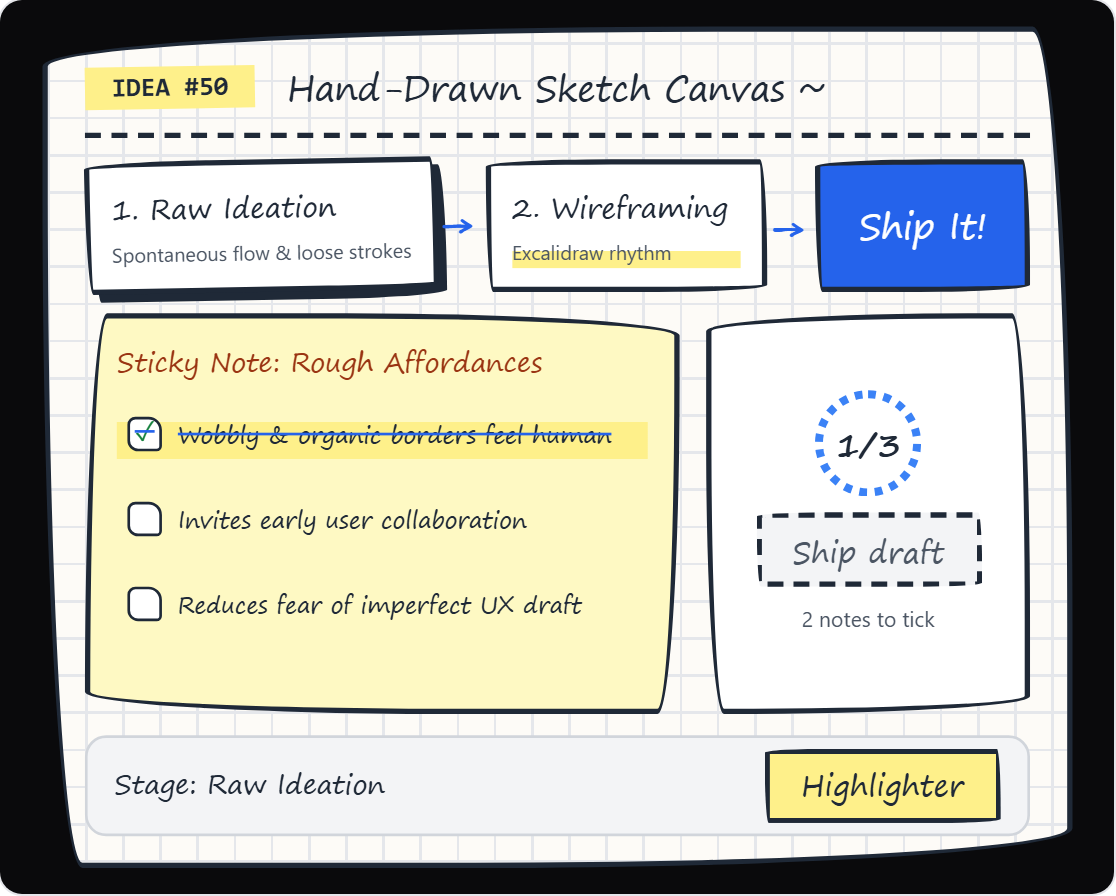 IDEA #50
Hand-Drawn Sketch Canvas ~
1. Raw Ideation
Spontaneous flow & loose strokes
2. Wireframing
Excalidraw rhythm
Ship It!
Sticky Note: Rough Affordances
Wobbly & organic borders feel human
Invites early user collaboration
Reduces fear of imperfect UX draft
1/3
Ship draft
2 notes to tick
Stage: Raw Ideation
Highlighter